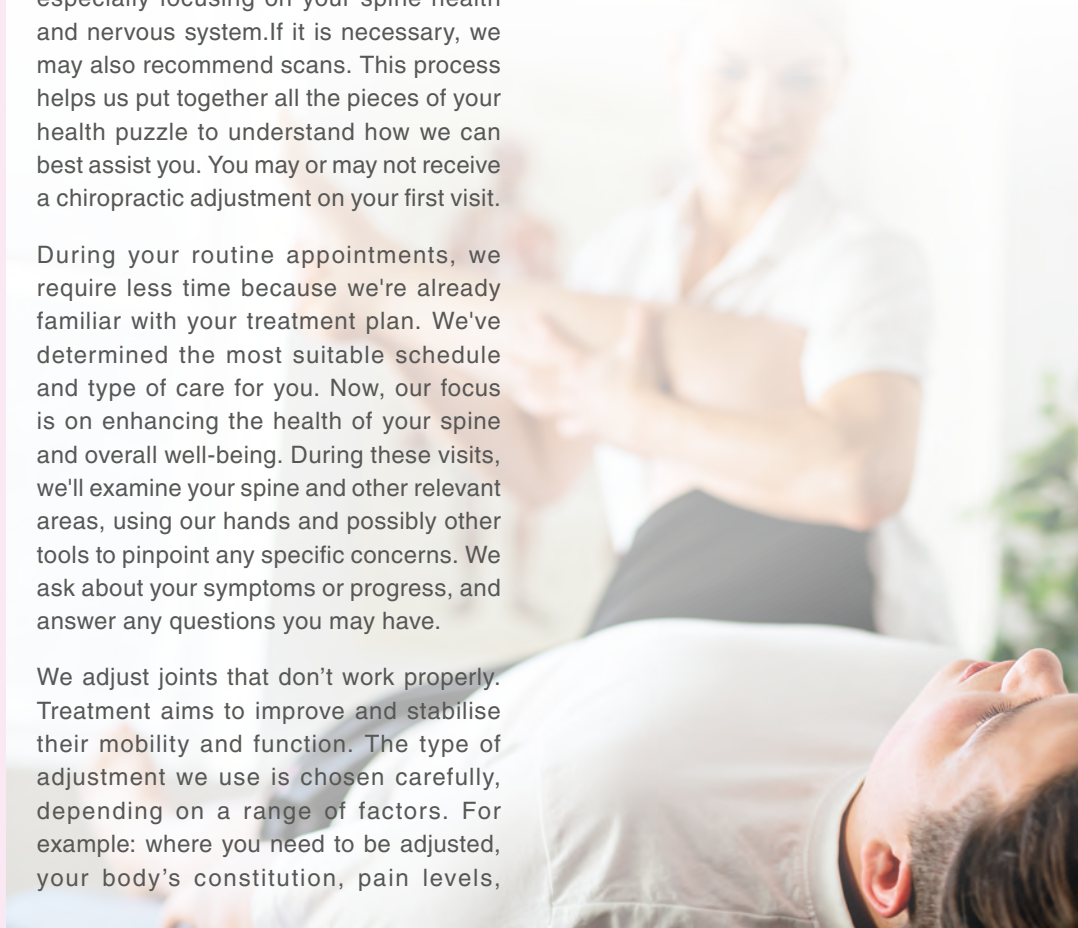 especially focusing on your spine health
and nervous system.If it is necessary, we
may also recommend scans. This process
helps us put together all the pieces of your
health puzzle to understand how we can
best assist you. You may or may not receive
a chiropractic adjustment on your first visit.
During your routine appointments, we
require less time because we're already
familiar with your treatment plan. We've
determined the most suitable schedule
and type of care for you. Now, our focus
is on enhancing the health of your spine
and overall well-being. During these visits,
we'll examine your spine and other relevant
areas, using our hands and possibly other
tools to pinpoint any specific concerns. We
ask about your symptoms or progress, and
answer any questions you may have.
We adjust joints that don’t work properly.
Treatment aims to improve and stabilise
their mobility and function. The type of
adjustment we use is chosen carefully,
depending on a range of factors. For
example: where you need to be adjusted,
your body’s constitution, pain levels,